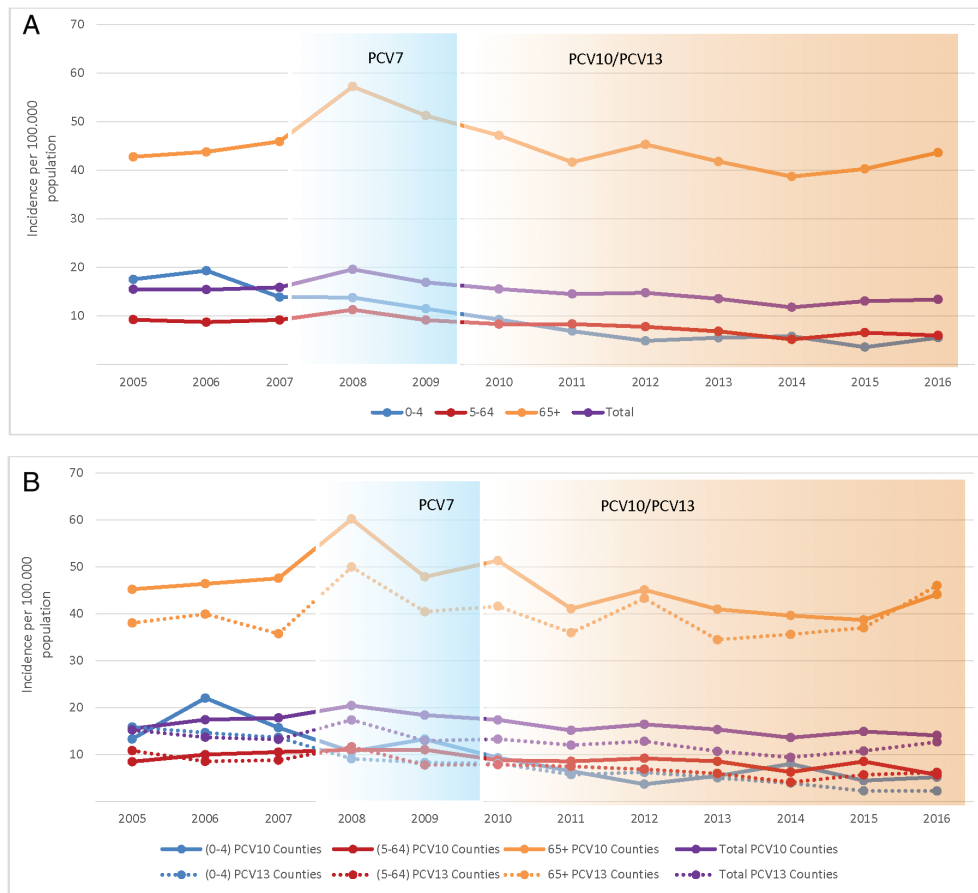 A
70
PCV7
PCV10/PCV13
60
50
40
30
20
10
Incidence per 100.000
population
2005 2006 2007 2008 2009 2010 2011 2012 2013 2014 2015 2016
0-4 5-64 65+ Total
B
70
PCV7
PCV10/PCV13
60
50
40
30
20
10
Incidence per 100.000
population
2005 2006 2007 2008 2009 2010 2011 2012 2013 2014 2015 2016
(0-4) PCV10 Counties (5-64) PCV10 Counties 65+ PCV10 Counties Total PCV10 Counties
(0-4) PCV13 Counties (5-64) PCV13 Counties 65+ PCV13 Counties Total PCV13 Counties